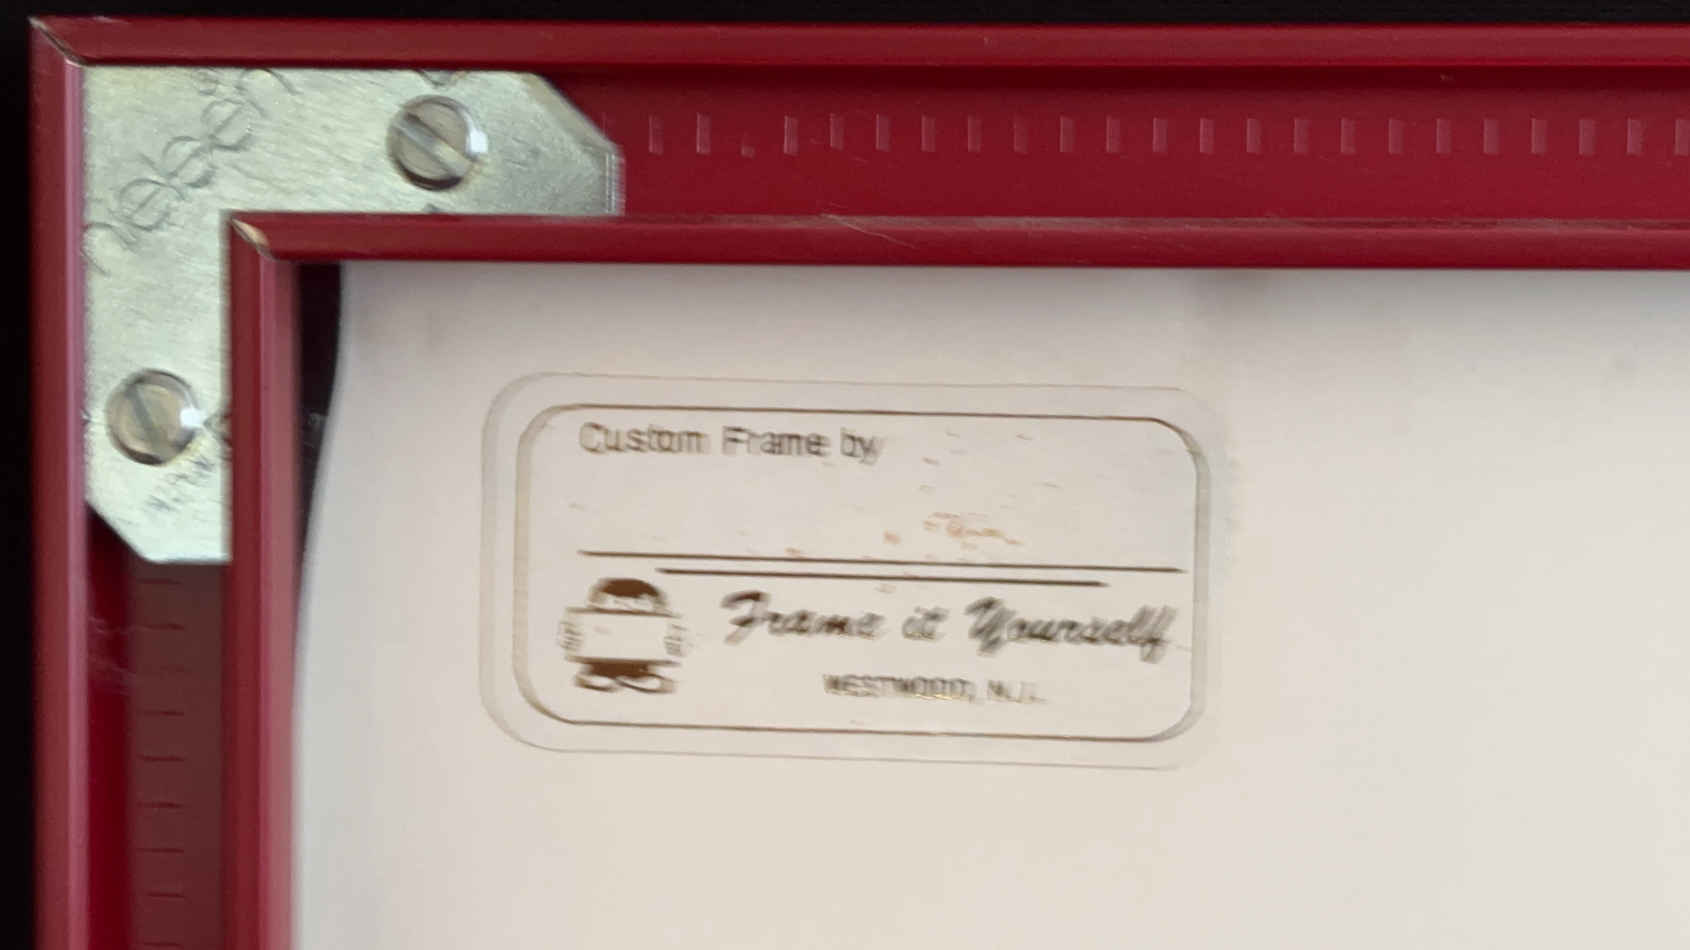 Custom Frame by
Frame it Yourself
WESTWOOD, N.J.